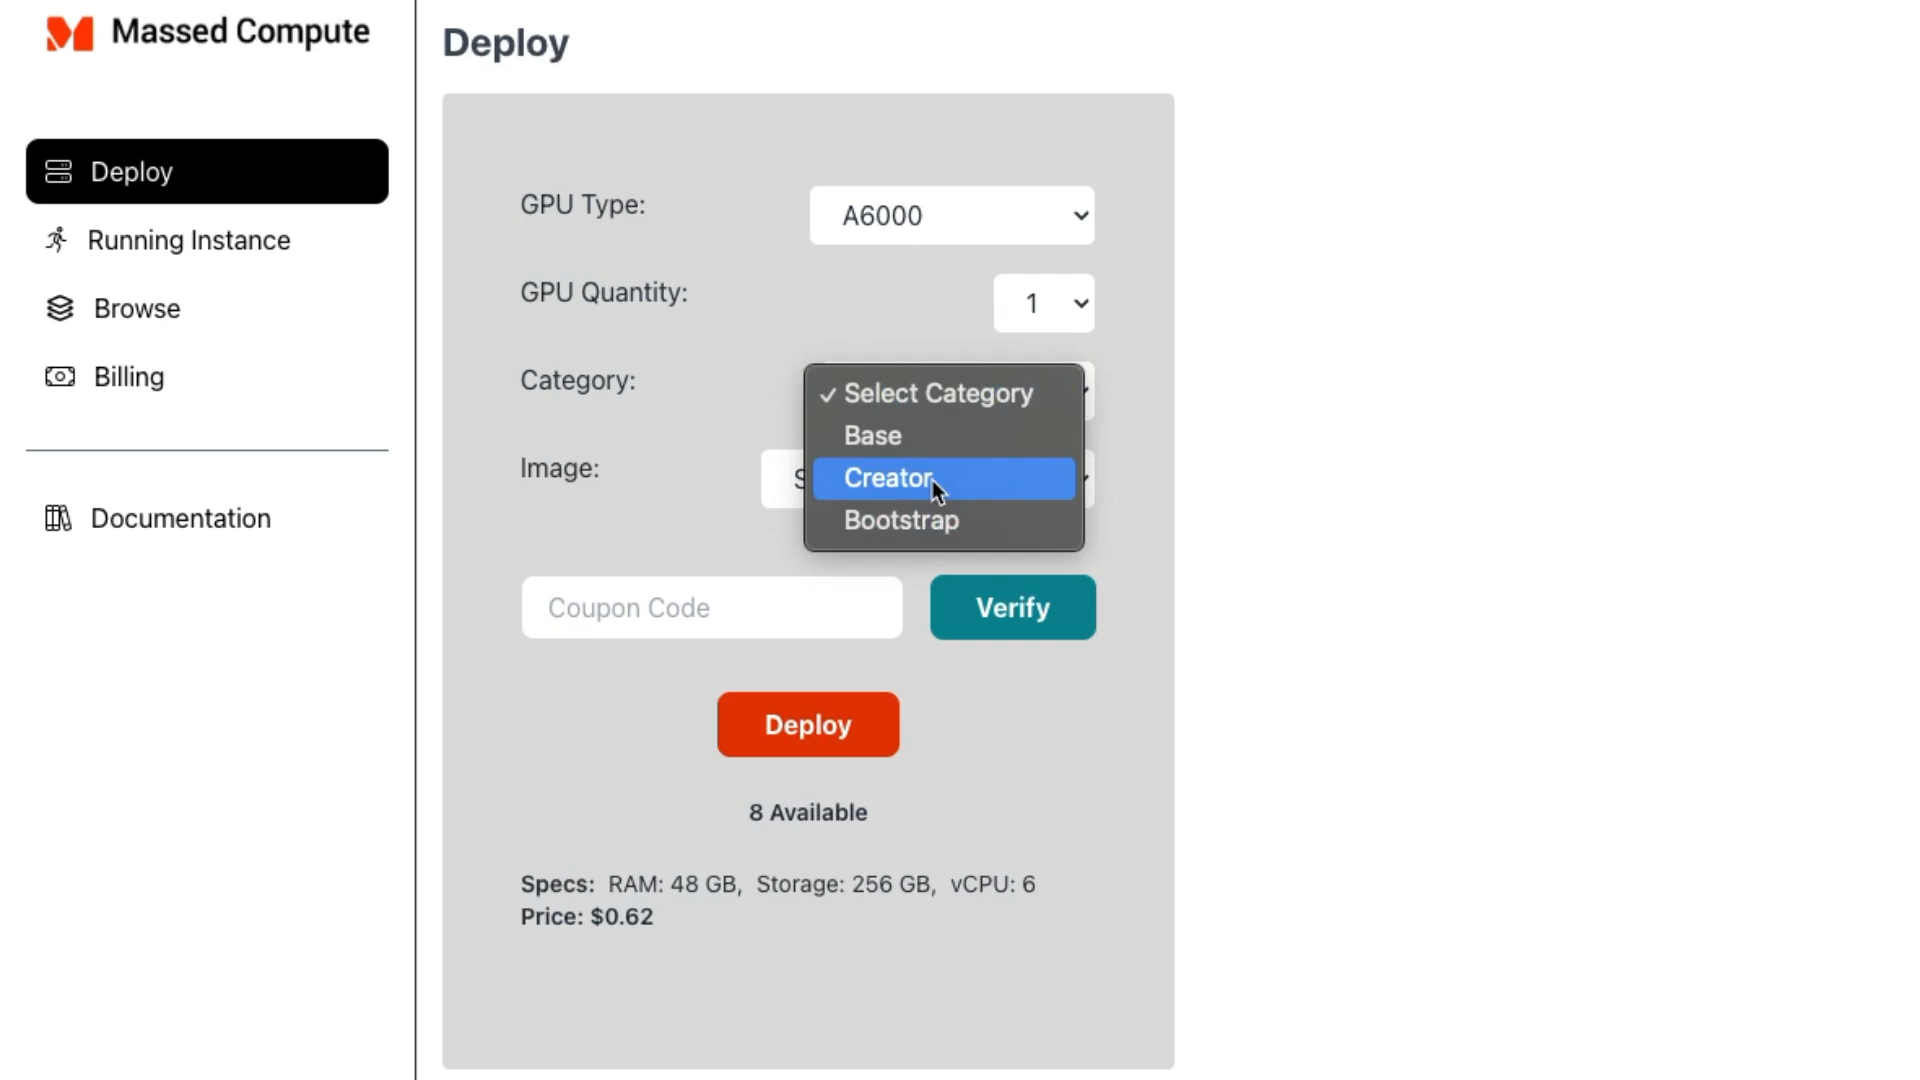 Massed Compute
Deploy
Running Instance
Browse
Billing
Documentation
Deploy
GPU Type:
A6000
GPU Quantity:
1
Category:
✓ Select Category
Base
Creator
Bootstrap
Image:
Coupon Code
Verify
Deploy
8 Available
Specs: RAM: 48 GB, Storage: 256 GB, vCPU: 6
Price: $0.62